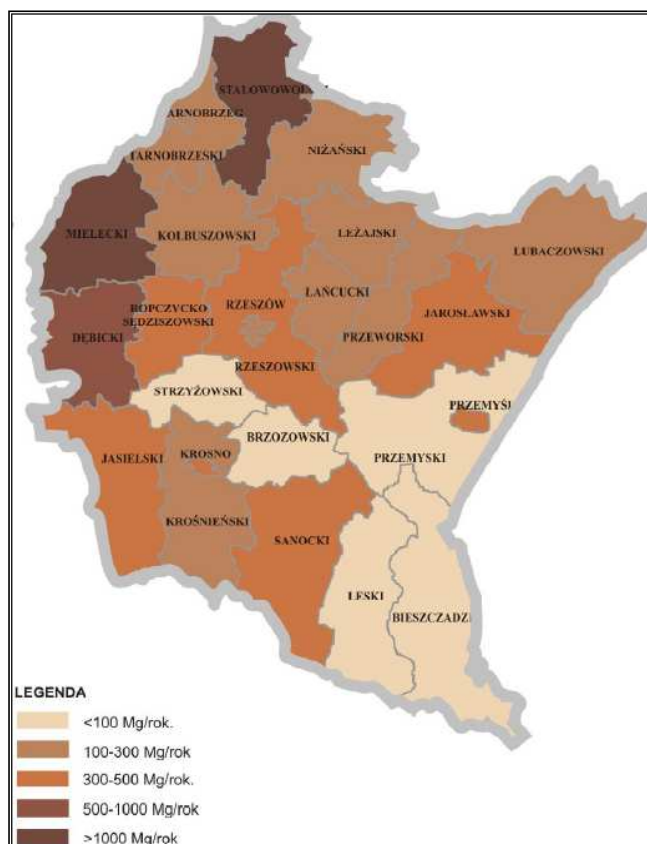 STALOWOWOL
ARNOBRZEG
TARNOBRZESKI
NIŻAŃSKI
MIELECKI
KOLBUSZOWSKI
LEŻAJSKI
LUBACZOWSKI
ŁAŃCUCKI
ROPCZYCKO
SĘDZISZOWSKI
RZESZÓW
JAROSŁAWSKI
DĘBICKI
PRZEWORSKI
RZESZOWSKI
STRZYŻOWSKI
PRZEMYŚL
BRZOZOWSKI
JASIELSKI
KROSNO
PRZEMYSKI
KROŚNIEŃSKI
SANOCKI
LESKI
BIESZCZADZ
LEGENDA
<100 Mg/rok.
100-300 Mg/rok
300-500 Mg/rok.
500-1000 Mg/rok
>1000 Mg/rok